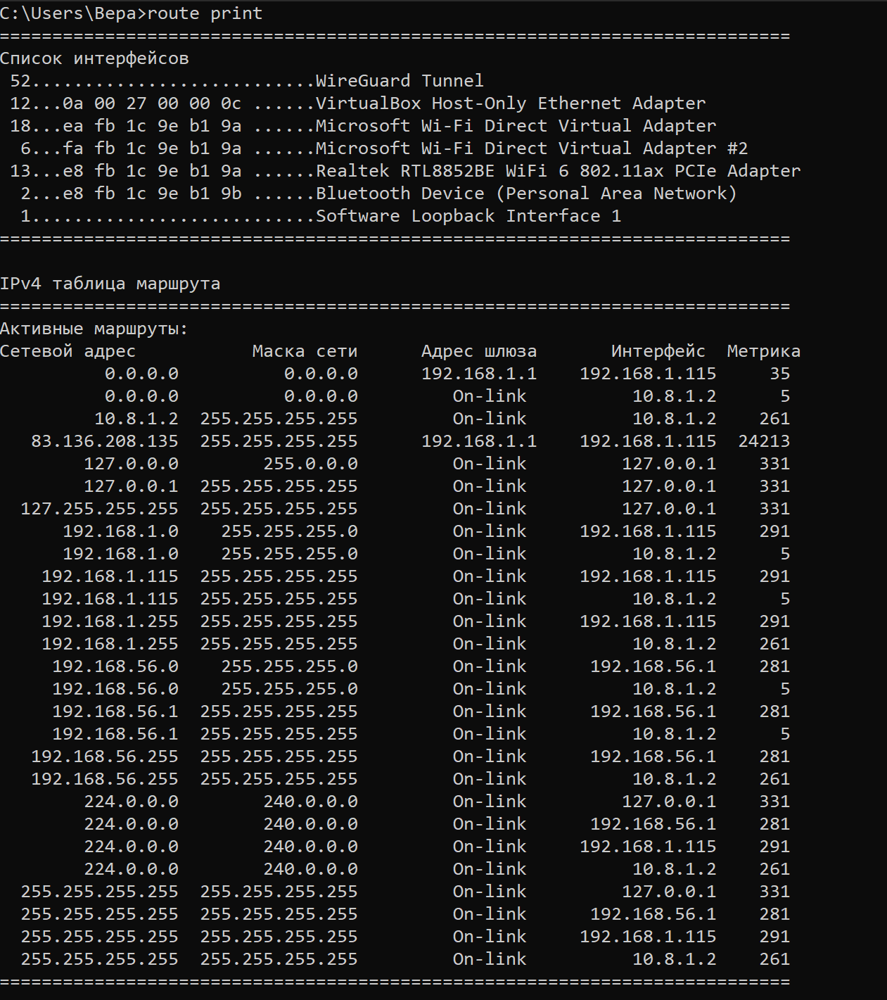 C:\Users\Вера>route print
===========================================================================
Список интерфейсов
 52...........................WireGuard Tunnel
 12...0a 00 27 00 00 0c ......VirtualBox Host-Only Ethernet Adapter
 18...ea fb 1c 9e b1 9a ......Microsoft Wi-Fi Direct Virtual Adapter
  6...fa fb 1c 9e b1 9a ......Microsoft Wi-Fi Direct Virtual Adapter #2
 13...e8 fb 1c 9e b1 9a ......Realtek RTL8852BE WiFi 6 802.11ax PCIe Adapter
  2...e8 fb 1c 9e b1 9b ......Bluetooth Device (Personal Area Network)
  1...........................Software Loopback Interface 1
===========================================================================

IPv4 таблица маршрута
===========================================================================
Активные маршруты:
Сетевой адрес           Маска сети      Адрес шлюза       Интерфейс  Метрика
          0.0.0.0          0.0.0.0      192.168.1.1    192.168.1.115     35
          0.0.0.0          0.0.0.0         On-link          10.8.1.2      5
         10.8.1.2  255.255.255.255         On-link          10.8.1.2    261
   83.136.208.135  255.255.255.255      192.168.1.1    192.168.1.115  24213
        127.0.0.0        255.0.0.0         On-link         127.0.0.1    331
        127.0.0.1  255.255.255.255         On-link         127.0.0.1    331
  127.255.255.255  255.255.255.255         On-link         127.0.0.1    331
      192.168.1.0    255.255.255.0         On-link     192.168.1.115    291
      192.168.1.0    255.255.255.0         On-link          10.8.1.2      5
    192.168.1.115  255.255.255.255         On-link     192.168.1.115    291
    192.168.1.115  255.255.255.255         On-link          10.8.1.2      5
    192.168.1.255  255.255.255.255         On-link     192.168.1.115    291
    192.168.1.255  255.255.255.255         On-link          10.8.1.2    261
     192.168.56.0    255.255.255.0         On-link      192.168.56.1    281
     192.168.56.0    255.255.255.0         On-link          10.8.1.2      5
     192.168.56.1  255.255.255.255         On-link      192.168.56.1    281
     192.168.56.1  255.255.255.255         On-link          10.8.1.2      5
   192.168.56.255  255.255.255.255         On-link      192.168.56.1    281
   192.168.56.255  255.255.255.255         On-link          10.8.1.2    261
        224.0.0.0        240.0.0.0         On-link         127.0.0.1    331
        224.0.0.0        240.0.0.0         On-link      192.168.56.1    281
        224.0.0.0        240.0.0.0         On-link     192.168.1.115    291
        224.0.0.0        240.0.0.0         On-link          10.8.1.2    261
  255.255.255.255  255.255.255.255         On-link         127.0.0.1    331
  255.255.255.255  255.255.255.255         On-link      192.168.56.1    281
  255.255.255.255  255.255.255.255         On-link     192.168.1.115    291
  255.255.255.255  255.255.255.255         On-link          10.8.1.2    261
===========================================================================